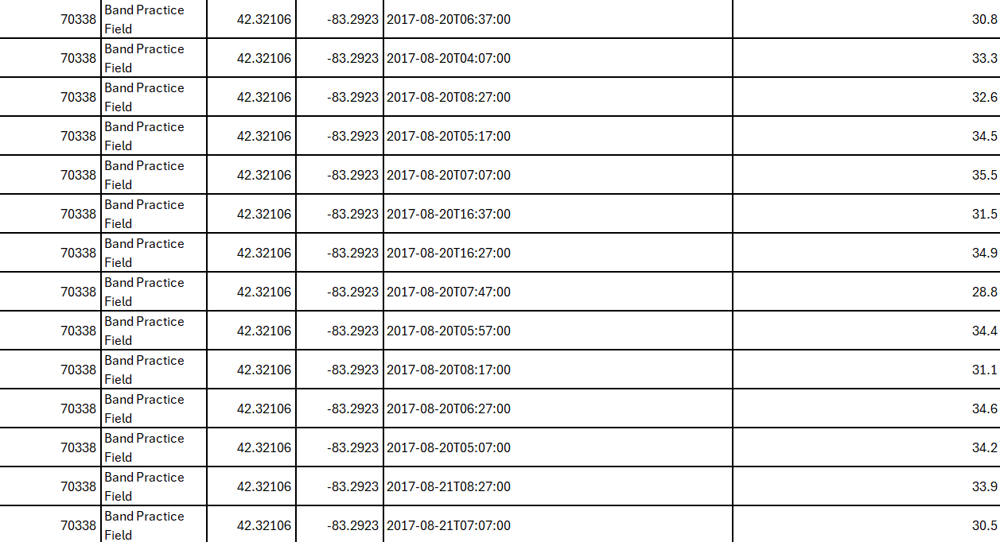 70338 Band Practice Field 42.32106 -83.2923 2017-08-20T06:37:00 30.8
70338 Band Practice Field 42.32106 -83.2923 2017-08-20T04:07:00 33.3
70338 Band Practice Field 42.32106 -83.2923 2017-08-20T08:27:00 32.6
70338 Band Practice Field 42.32106 -83.2923 2017-08-20T05:17:00 34.5
70338 Band Practice Field 42.32106 -83.2923 2017-08-20T07:07:00 35.5
70338 Band Practice Field 42.32106 -83.2923 2017-08-20T16:37:00 31.5
70338 Band Practice Field 42.32106 -83.2923 2017-08-20T16:27:00 34.9
70338 Band Practice Field 42.32106 -83.2923 2017-08-20T07:47:00 28.8
70338 Band Practice Field 42.32106 -83.2923 2017-08-20T05:57:00 34.4
70338 Band Practice Field 42.32106 -83.2923 2017-08-20T08:17:00 31.1
70338 Band Practice Field 42.32106 -83.2923 2017-08-20T06:27:00 34.6
70338 Band Practice Field 42.32106 -83.2923 2017-08-20T05:07:00 34.2
70338 Band Practice Field 42.32106 -83.2923 2017-08-21T08:27:00 33.9
70338 Band Practice Field 42.32106 -83.2923 2017-08-21T07:07:00 30.5